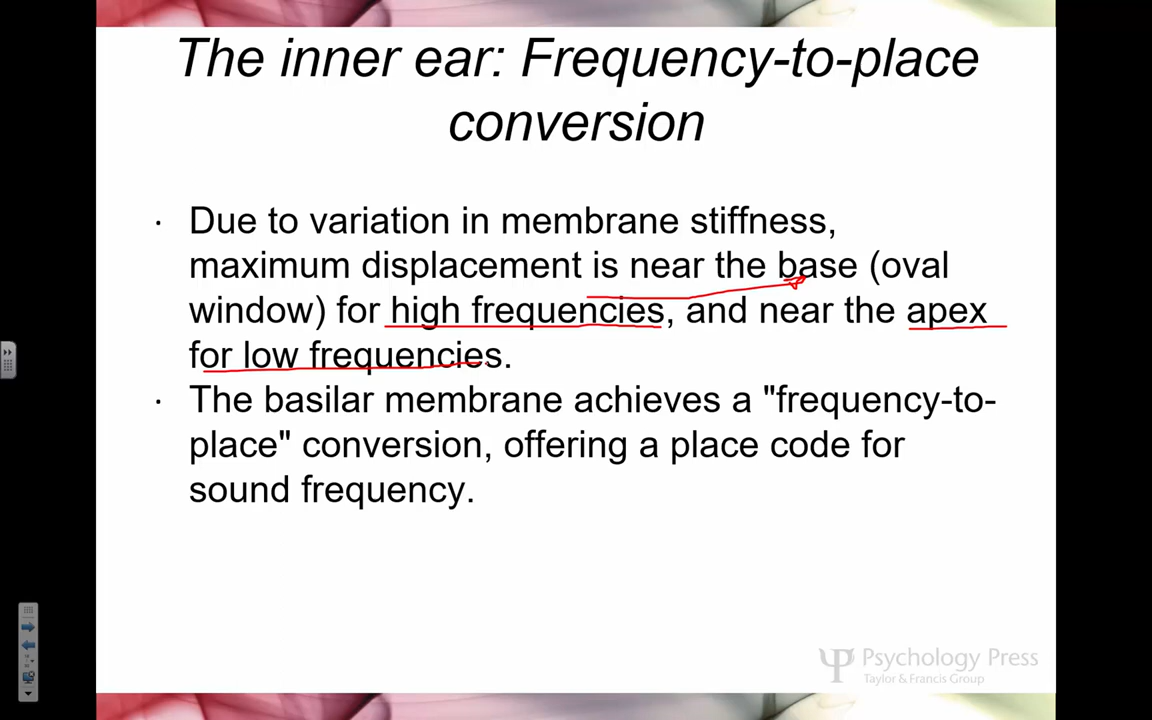 The inner ear: Frequency-to-place
conversion
· Due to variation in membrane stiffness,
maximum displacement is near the base (oval
window) for high frequencies, and near the apex
for low frequencies.
· The basilar membrane achieves a "frequency-to-
place" conversion, offering a place code for
sound frequency.
Psychology Press
Taylor & Francis Group